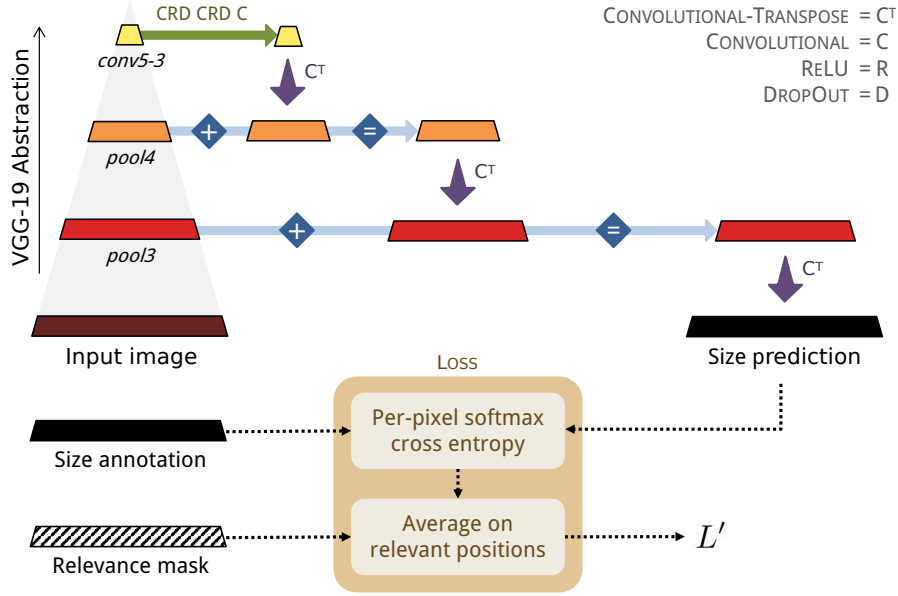 CRD CRD C
CONVOLUTIONAL-TRANSPOSE = Cᵀ
CONVOLUTIONAL = C
RELU = R
DROPOUT = D
VGG-19 Abstraction
conv5-3
Cᵀ
+
=
pool4
Cᵀ
+
=
pool3
Cᵀ
Input image
Size prediction
LOSS
Per-pixel softmax
cross entropy
Size annotation
Average on
relevant positions
L′
Relevance mask